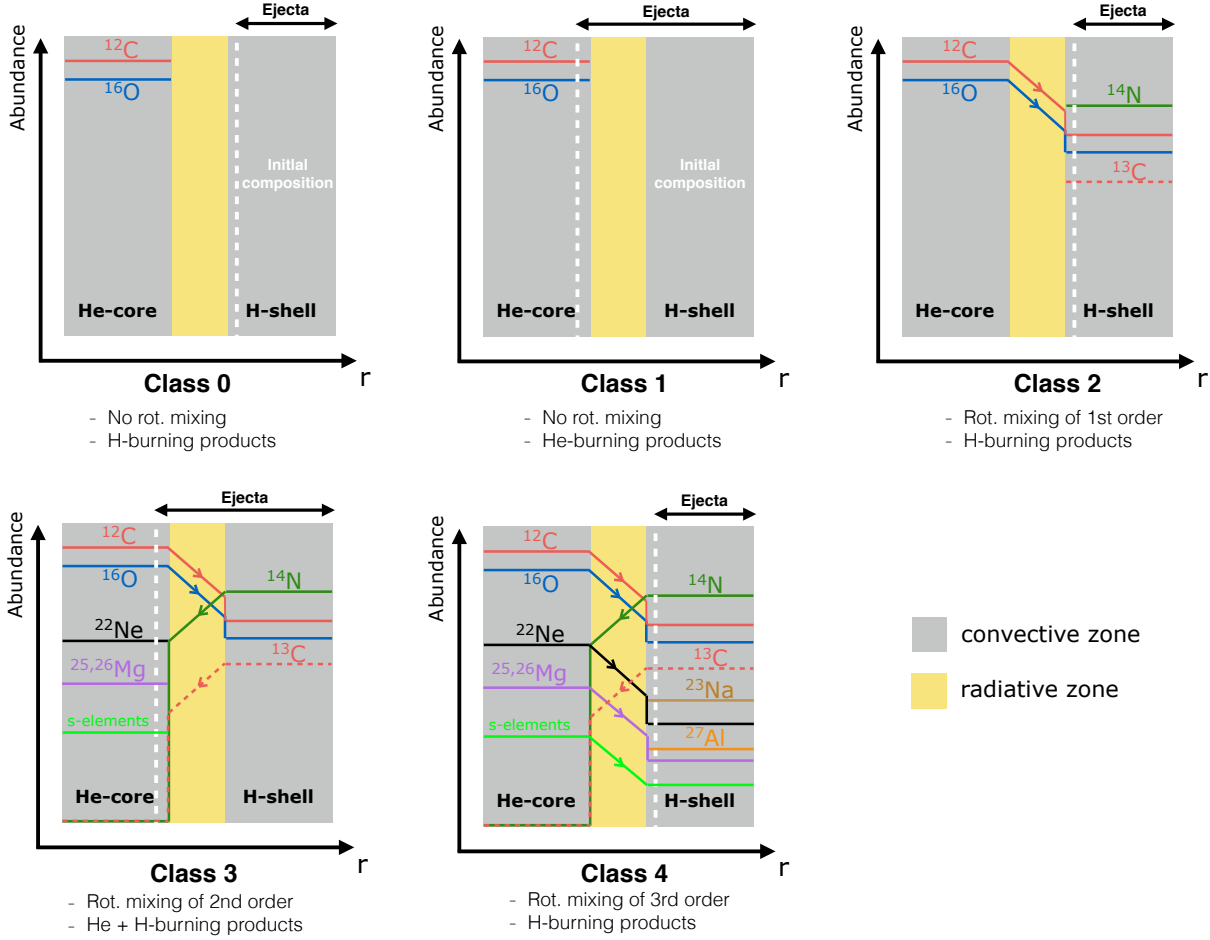 Ejecta
Abundance
12C
16O
Initlal
composition
He-core
H-shell
r
Class 0
- No rot. mixing
- H-burning products
Ejecta
Abundance
12C
16O
Initlal
composition
He-core
H-shell
r
Class 1
- No rot. mixing
- He-burning products
Ejecta
Abundance
12C
16O
14N
13C
He-core
H-shell
r
Class 2
- Rot. mixing of 1st order
- H-burning products
Ejecta
Abundance
12C
16O
14N
22Ne
13C
25,26Mg
s-elements
He-core
H-shell
r
Class 3
- Rot. mixing of 2nd order
- He + H-burning products
Ejecta
Abundance
12C
16O
14N
22Ne
13C
25,26Mg
23Na
s-elements
27Al
He-core
H-shell
r
Class 4
- Rot. mixing of 3rd order
- H-burning products
convective zone
radiative zone